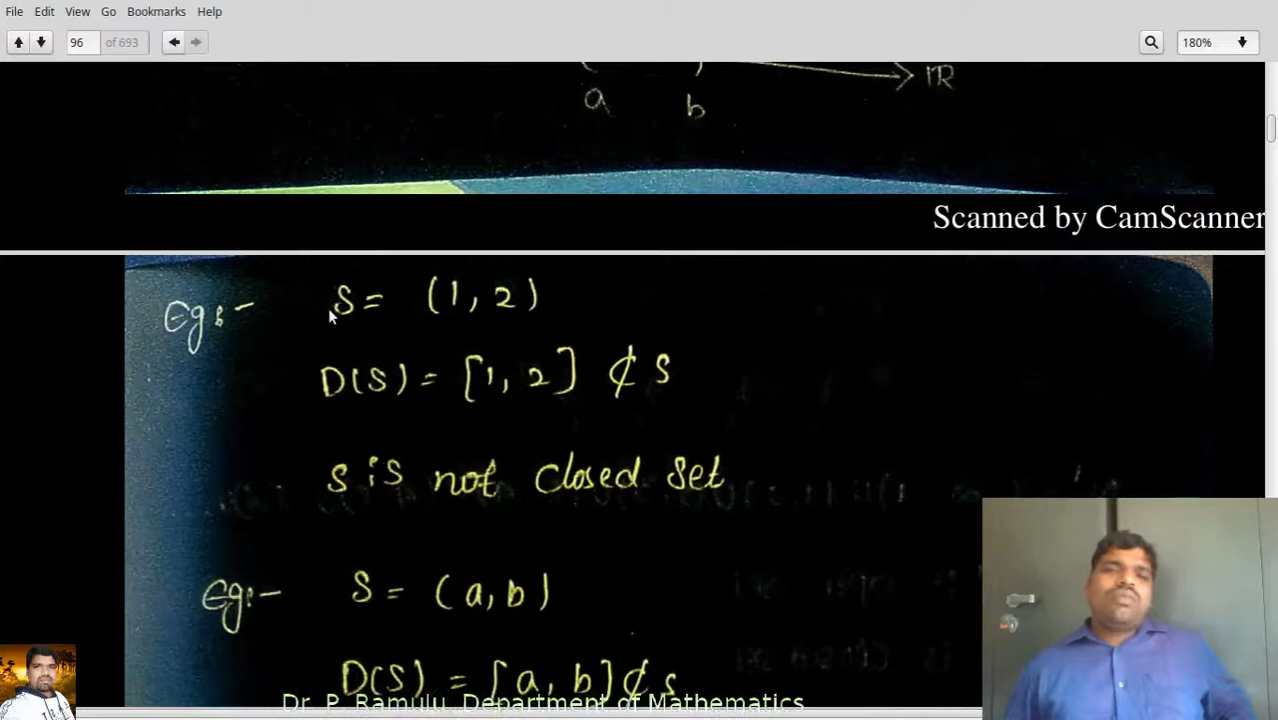 File Edit View Go Bookmarks Help
96 of 693 180%
IR
a b
Scanned by CamScanner
Eg:- S = (1, 2)
D(S) = [1, 2] ⊄ S
S is not closed set
Eg:- S = (a, b)
D(S) = [a, b] ⊄ S
Dr. P. Ramulu, Department of Mathematics